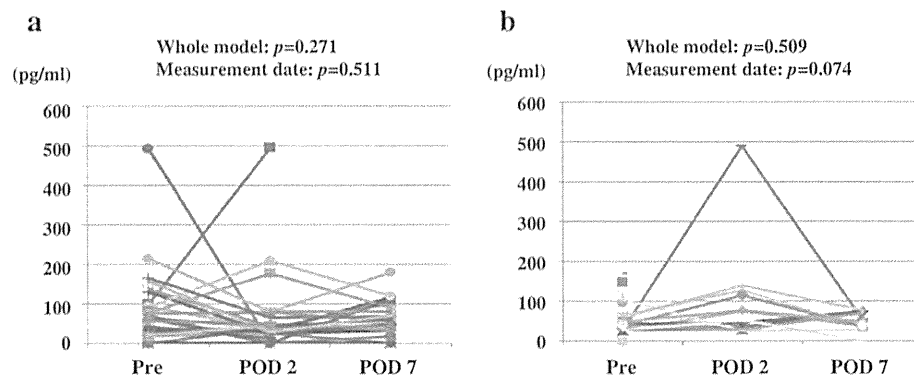 a
Whole model: p=0.271
Measurement date: p=0.511
(pg/ml)
600
500
400
300
200
100
0
Pre
POD 2
POD 7
b
Whole model: p=0.509
Measurement date: p=0.074
(pg/ml)
600
500
400
300
200
100
0
Pre
POD 2
POD 7